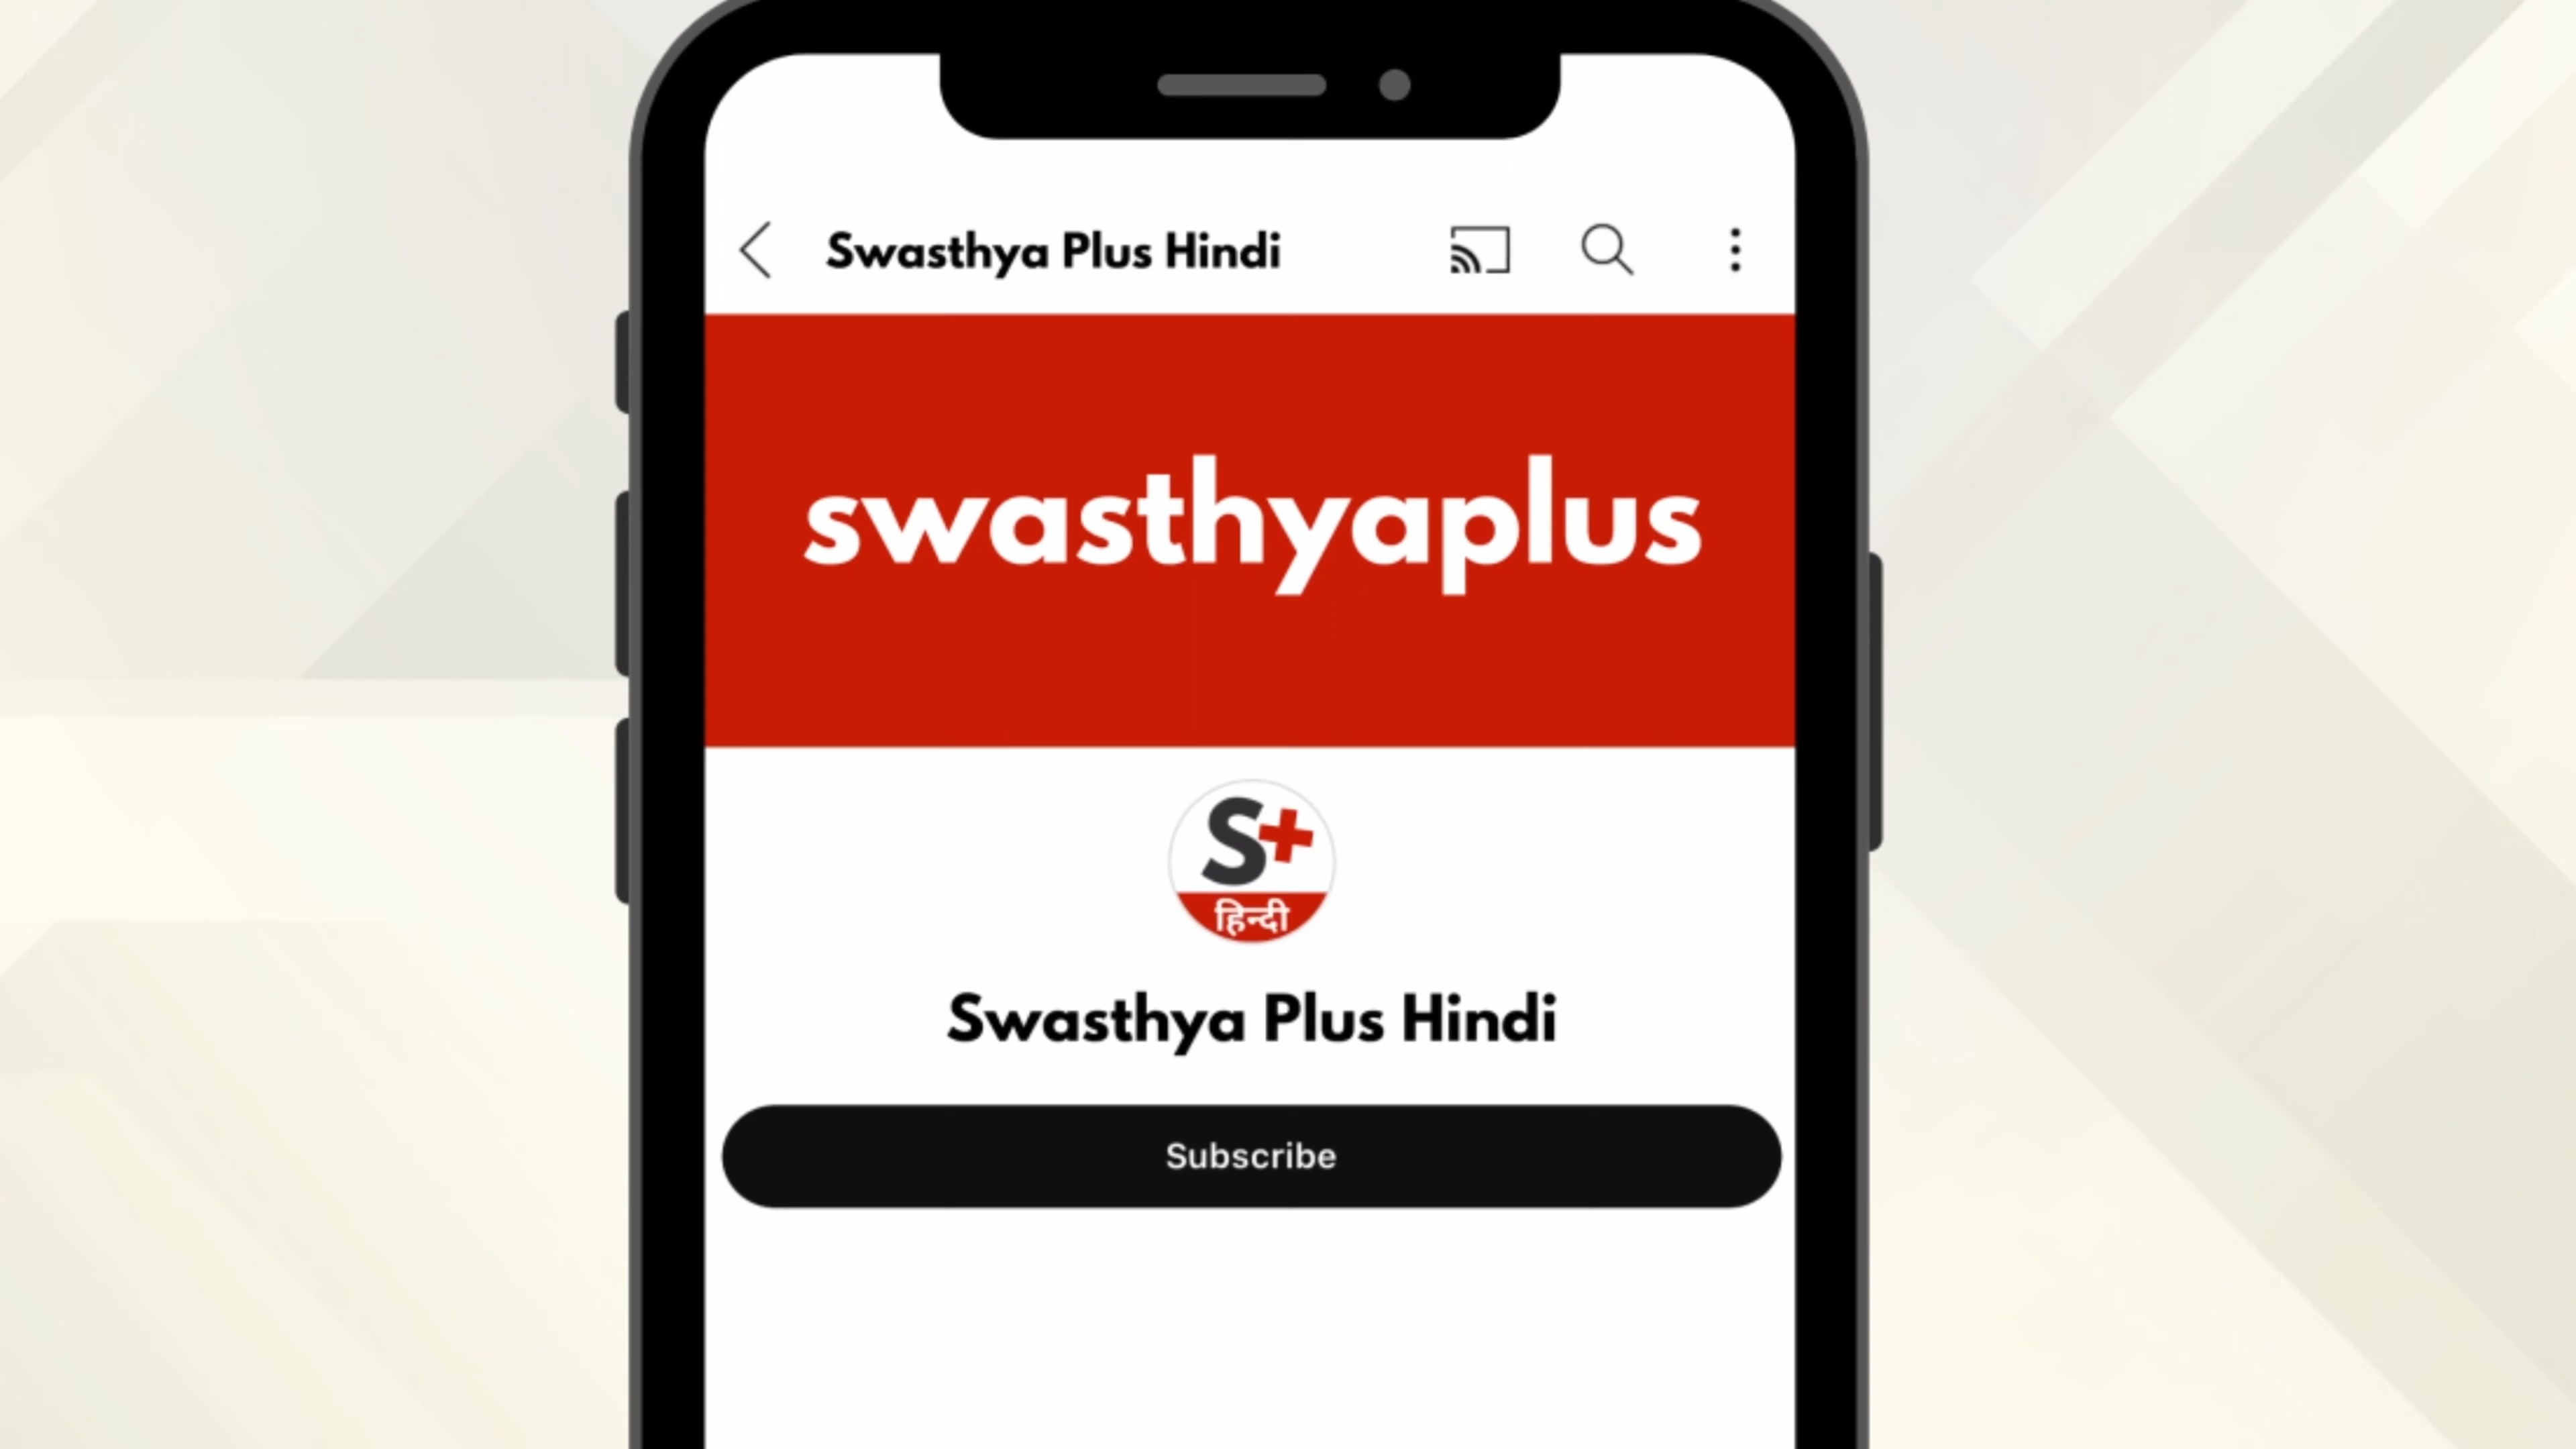 Swasthya Plus Hindi
swasthyaplus
S+
हिन्दी
Swasthya Plus Hindi
Subscribe